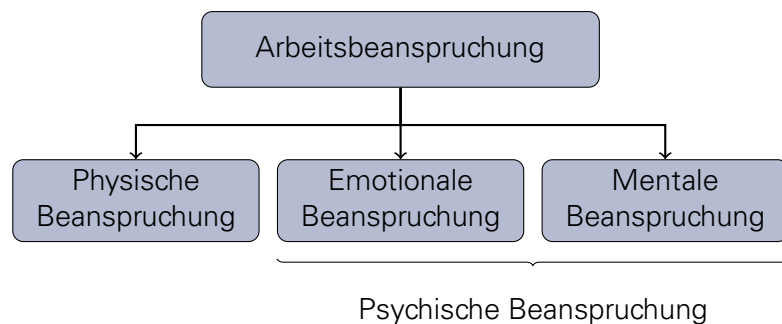 Arbeitsbeanspruchung
Physische
Beanspruchung
Emotionale
Beanspruchung
Mentale
Beanspruchung
Psychische Beanspruchung